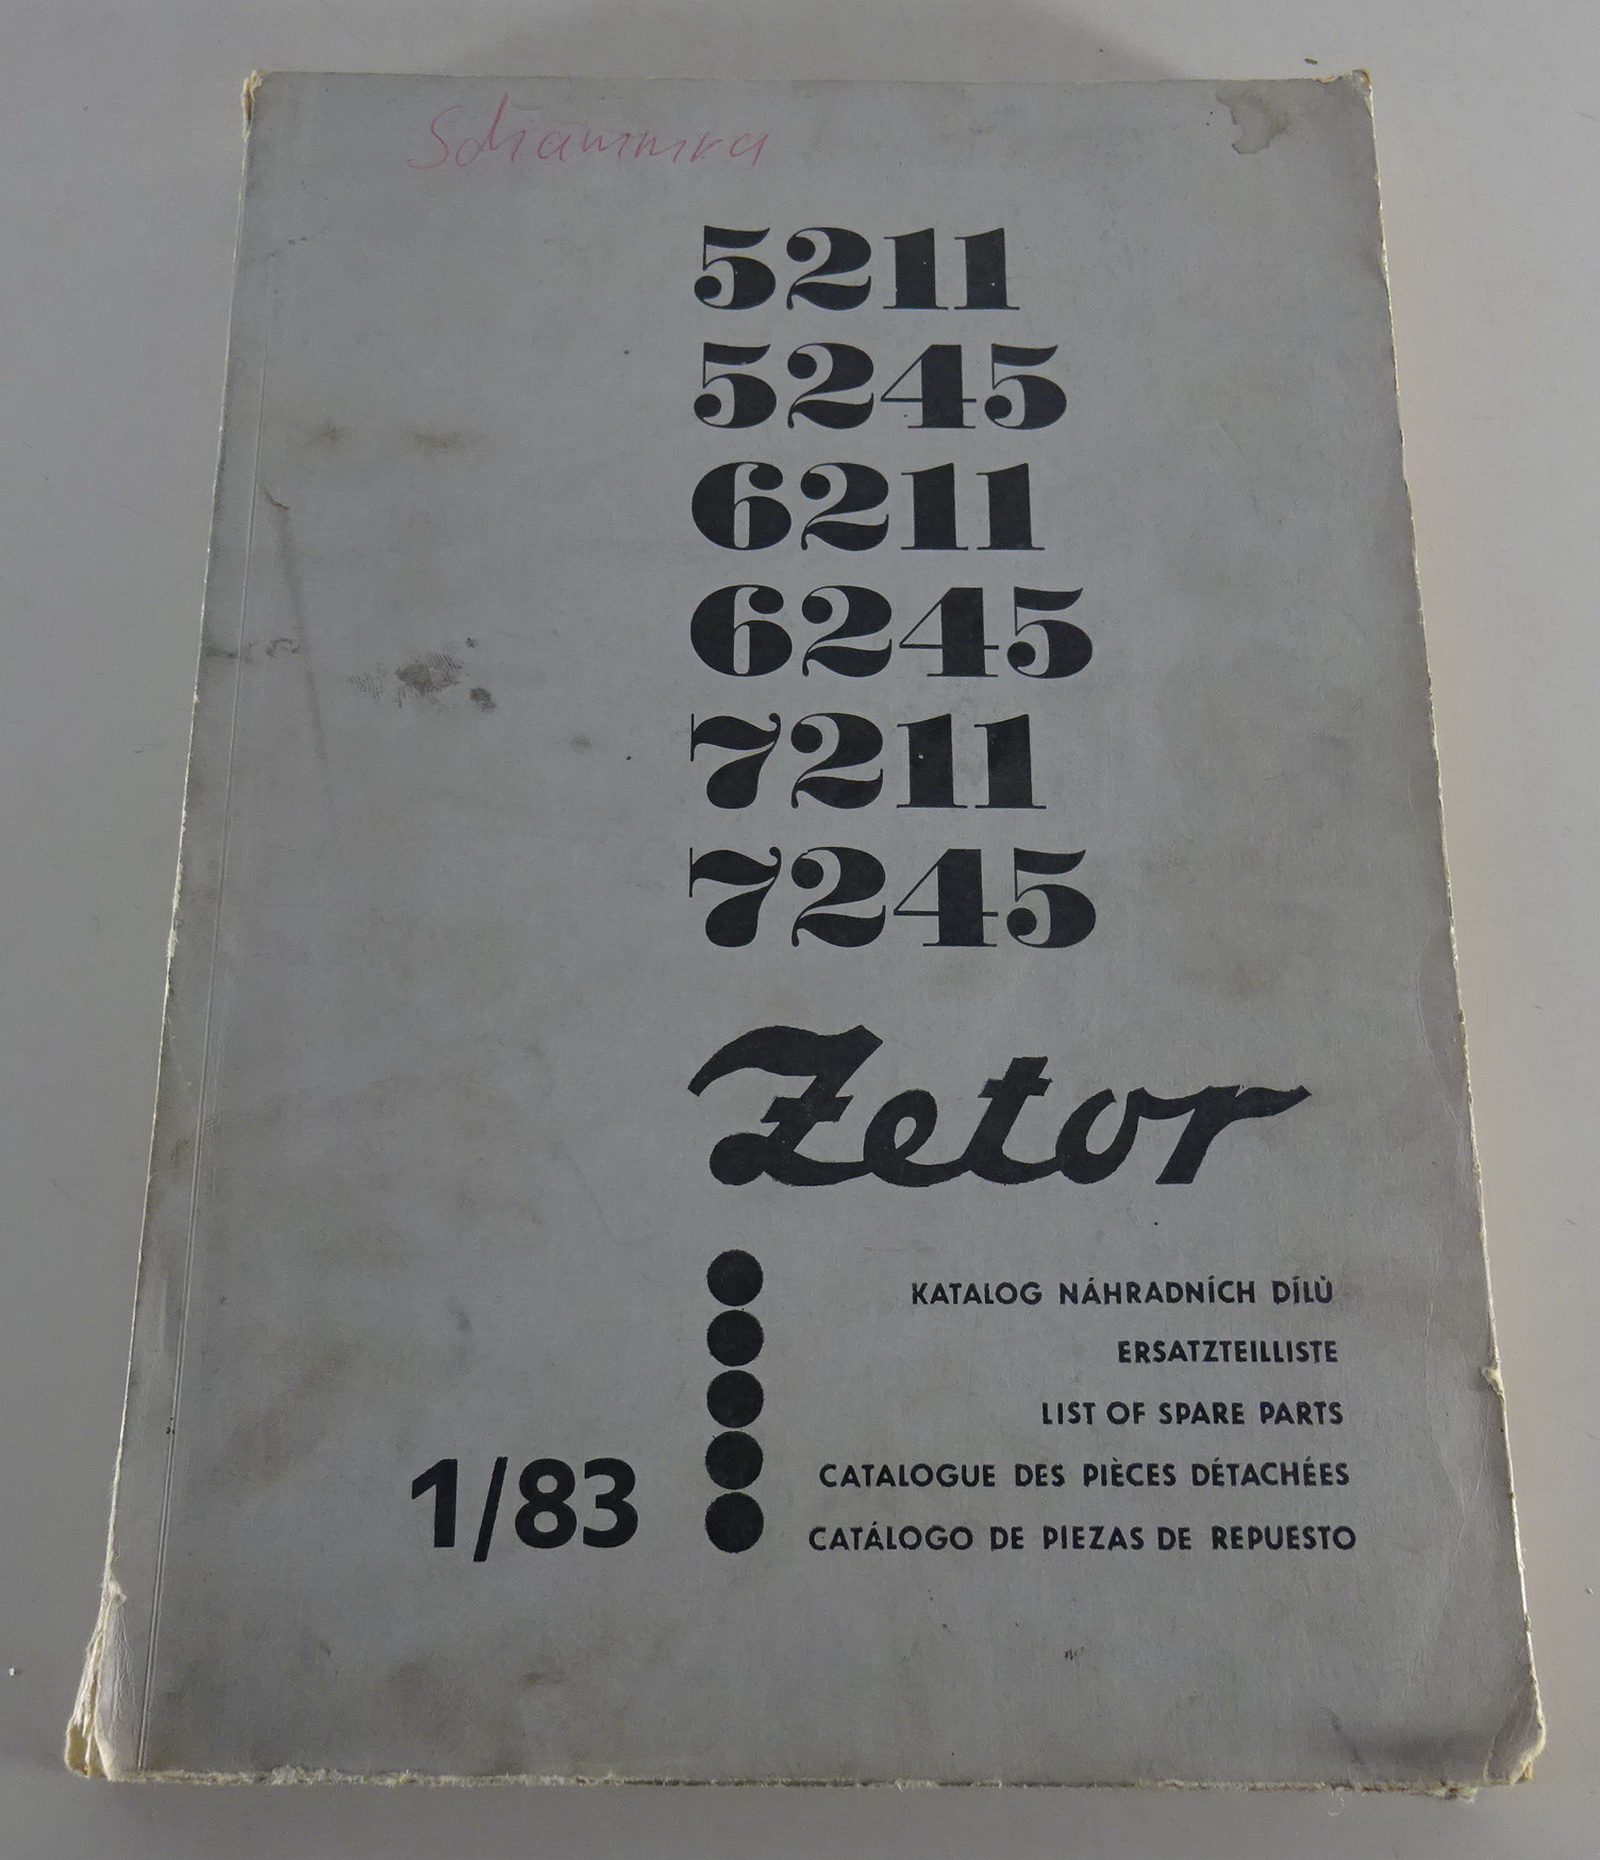 5211
5245
6211
6245
7211
7245
Zetor
KATALOG NÁHRADNÍCH DÍLŮ
ERSATZTEILLISTE
LIST OF SPARE PARTS
CATALOGUE DES PIÈCES DÉTACHÉES
CATÁLOGO DE PIEZAS DE REPUESTO
1/83